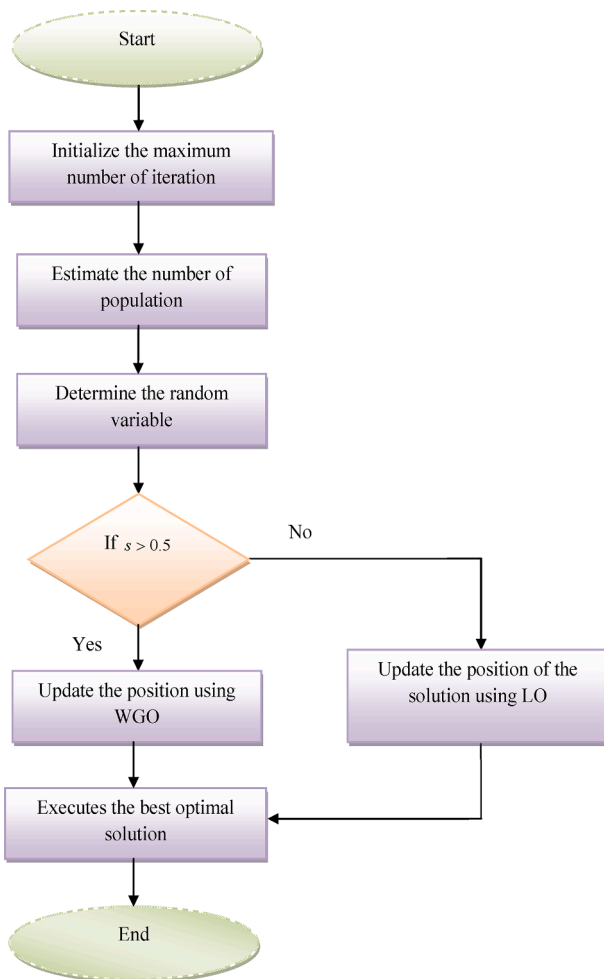 Start
Initialize the maximum
number of iteration
Estimate the number of
population
Determine the random
variable
If s > 0.5
No
Yes
Update the position using
WGO
Update the position of the
solution using LO
Executes the best optimal
solution
End